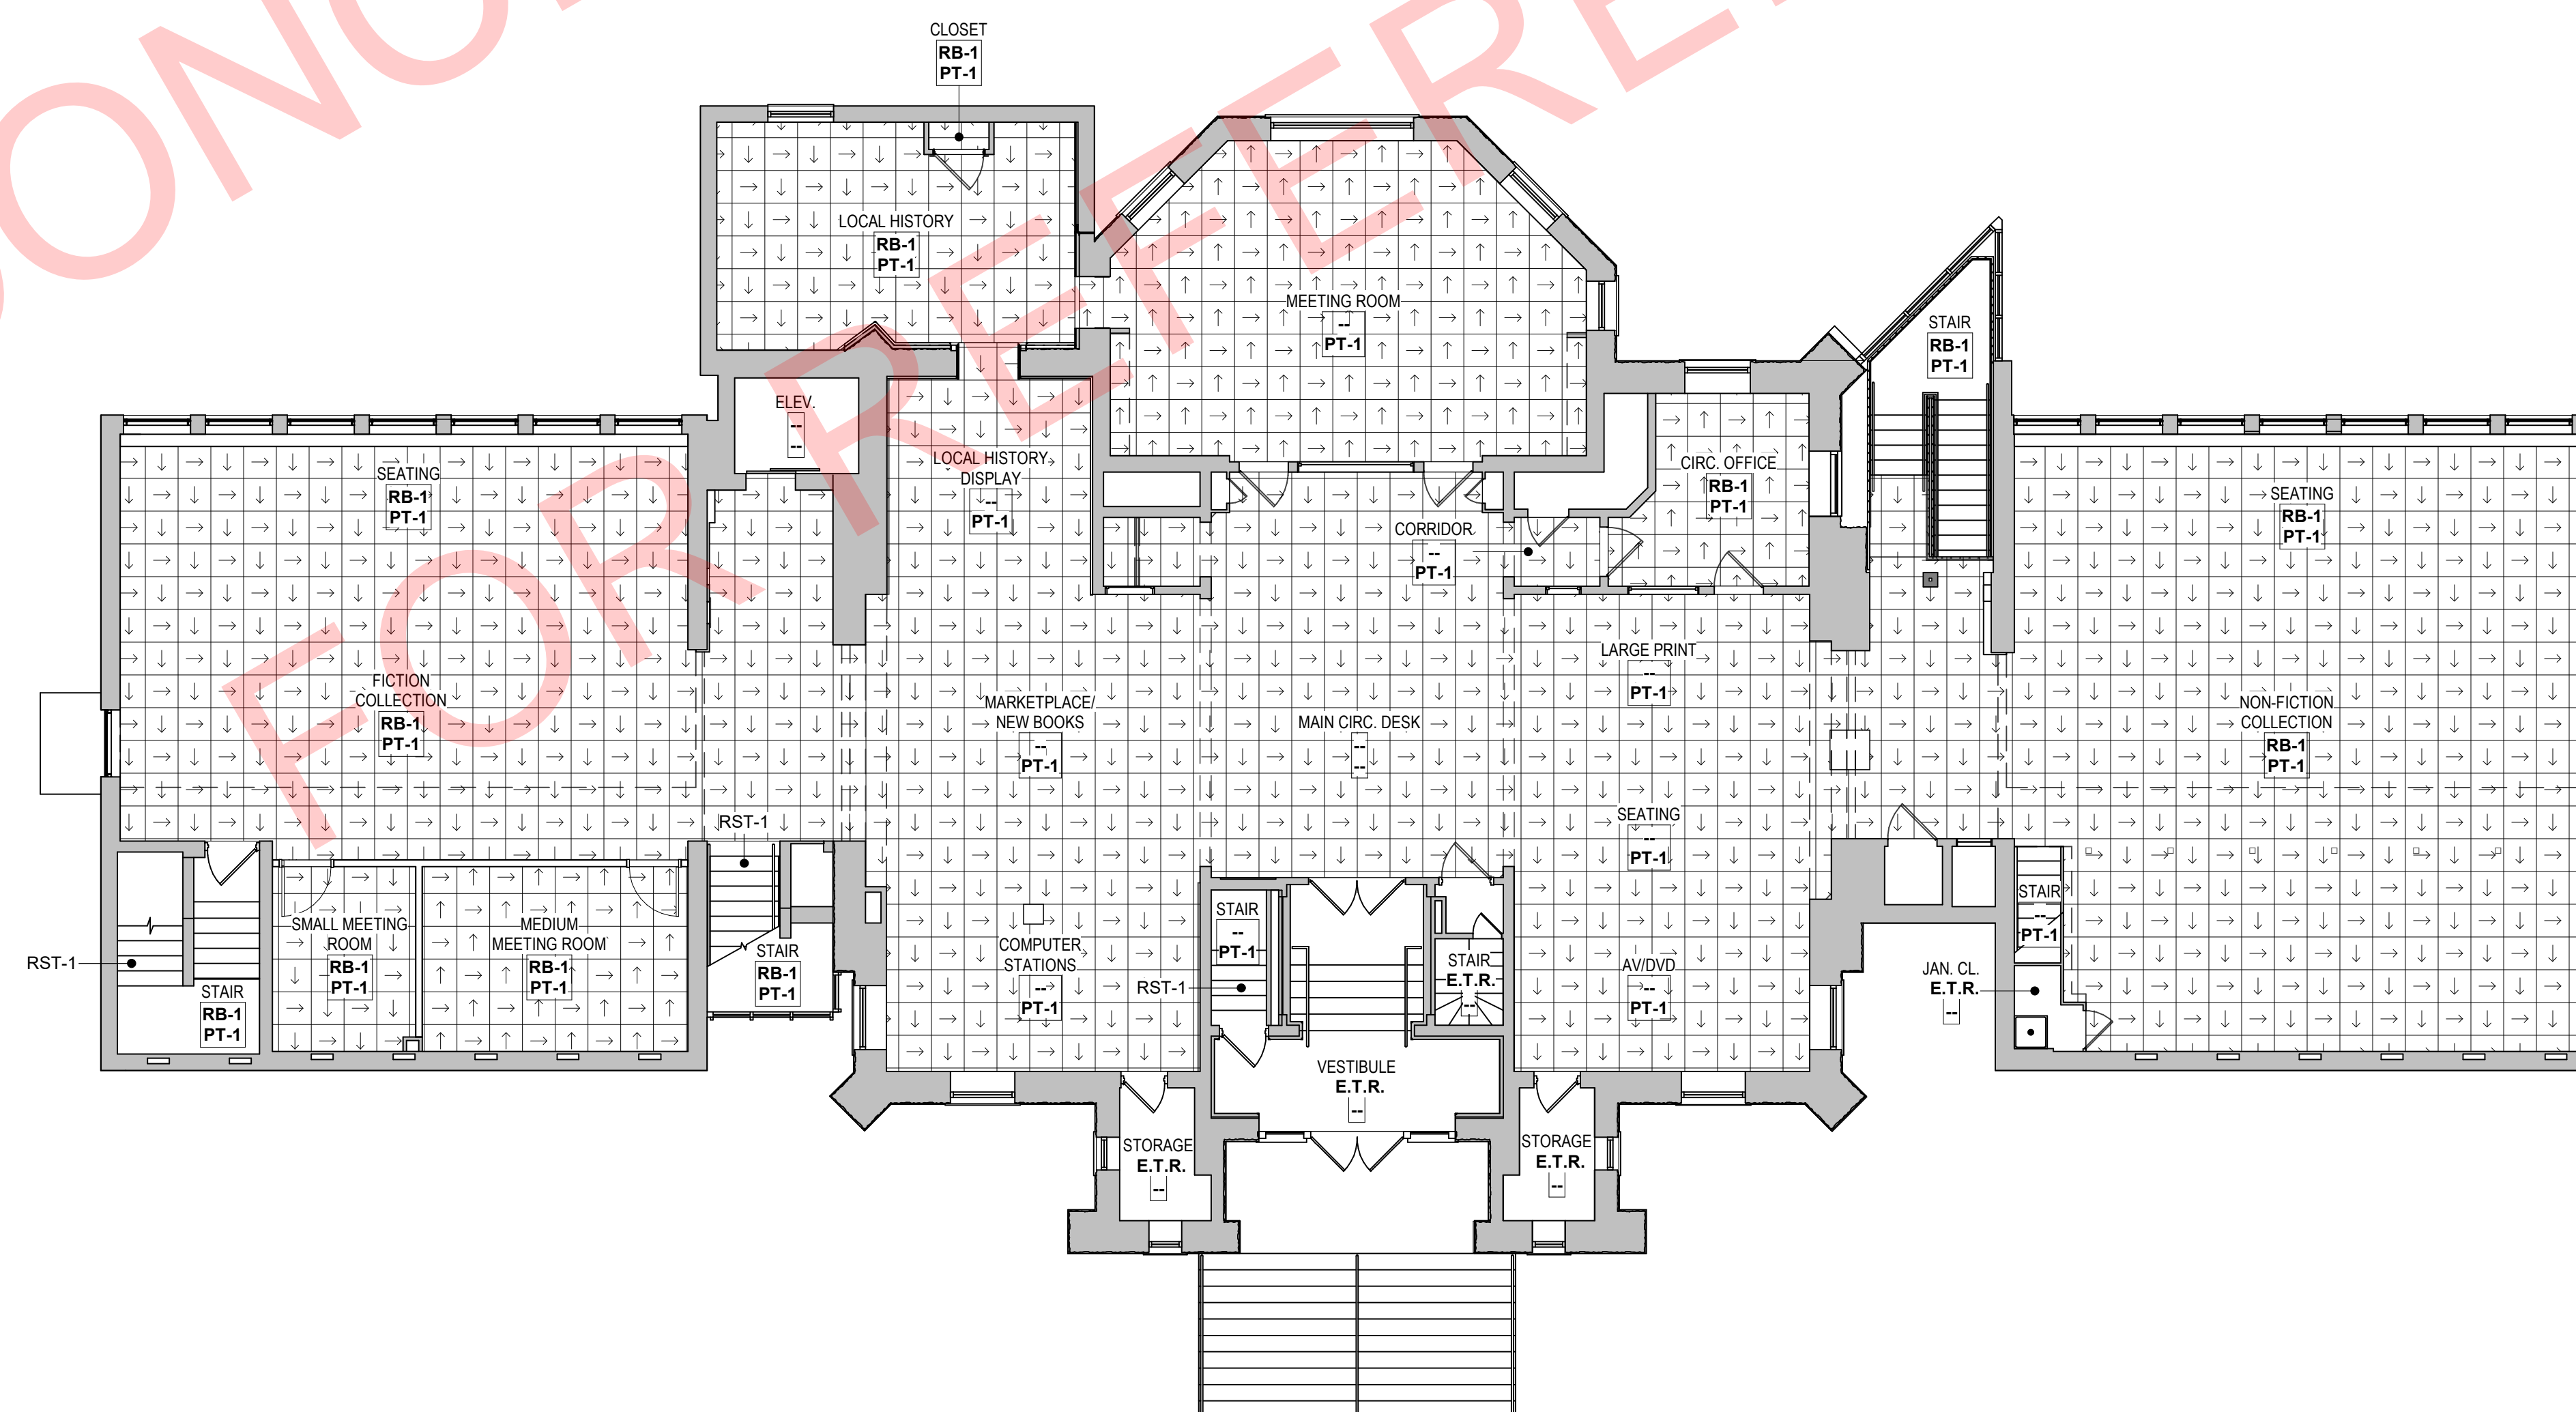 CLOSET
RB-1
PT-1
LOCAL HISTORY
RB-1
PT-1
MEETING ROOM
--
PT-1
STAIR
RB-1
PT-1
ELEV.
--
--
SEATING
RB-1
PT-1
LOCAL HISTORY
DISPLAY
--
PT-1
CIRC. OFFICE
RB-1
PT-1
CORRIDOR
--
PT-1
SEATING
RB-1
PT-1
FICTION
COLLECTION
RB-1
PT-1
MARKETPLACE/
NEW BOOKS
--
PT-1
MAIN CIRC. DESK
--
--
LARGE PRINT
--
PT-1
NON-FICTION
COLLECTION
RB-1
PT-1
RST-1
SEATING
--
PT-1
RST-1
STAIR
RB-1
PT-1
SMALL MEETING
ROOM
RB-1
PT-1
MEDIUM
MEETING ROOM
RB-1
PT-1
STAIR
RB-1
PT-1
COMPUTER
STATIONS
--
PT-1
STAIR
--
PT-1
RST-1
STAIR
E.T.R.
--
AV/DVD
--
PT-1
JAN. CL.
E.T.R.
--
STAIR
--
PT-1
VESTIBULE
E.T.R.
--
STORAGE
E.T.R.
--
STORAGE
E.T.R.
--
FOR REFERE